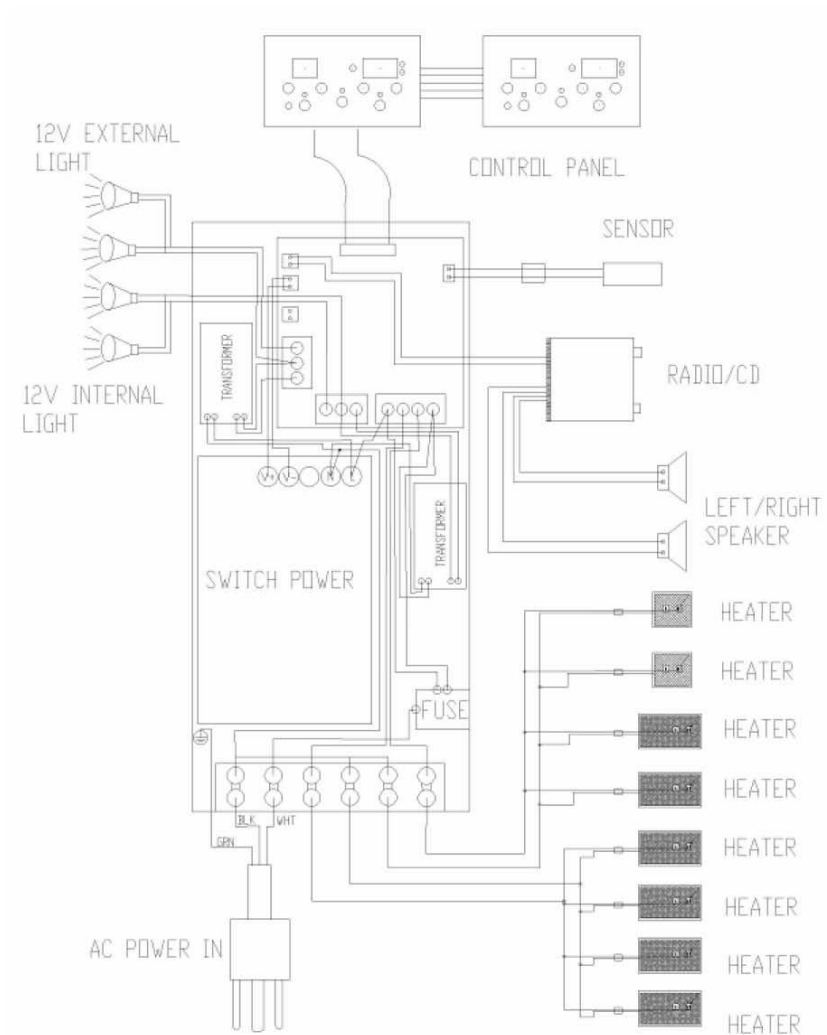 12V EXTERNAL
LIGHT
CONTROL PANEL
SENSOR
TRANSFORMER
RADIO/CD
12V INTERNAL
LIGHT
V+ V- N L
LEFT/RIGHT
SPEAKER
TRANSFORMER
SWITCH POWER
HEATER
HEATER
FUSE
HEATER
HEATER
BLK WHT
GRN
HEATER
HEATER
AC POWER IN
HEATER
HEATER